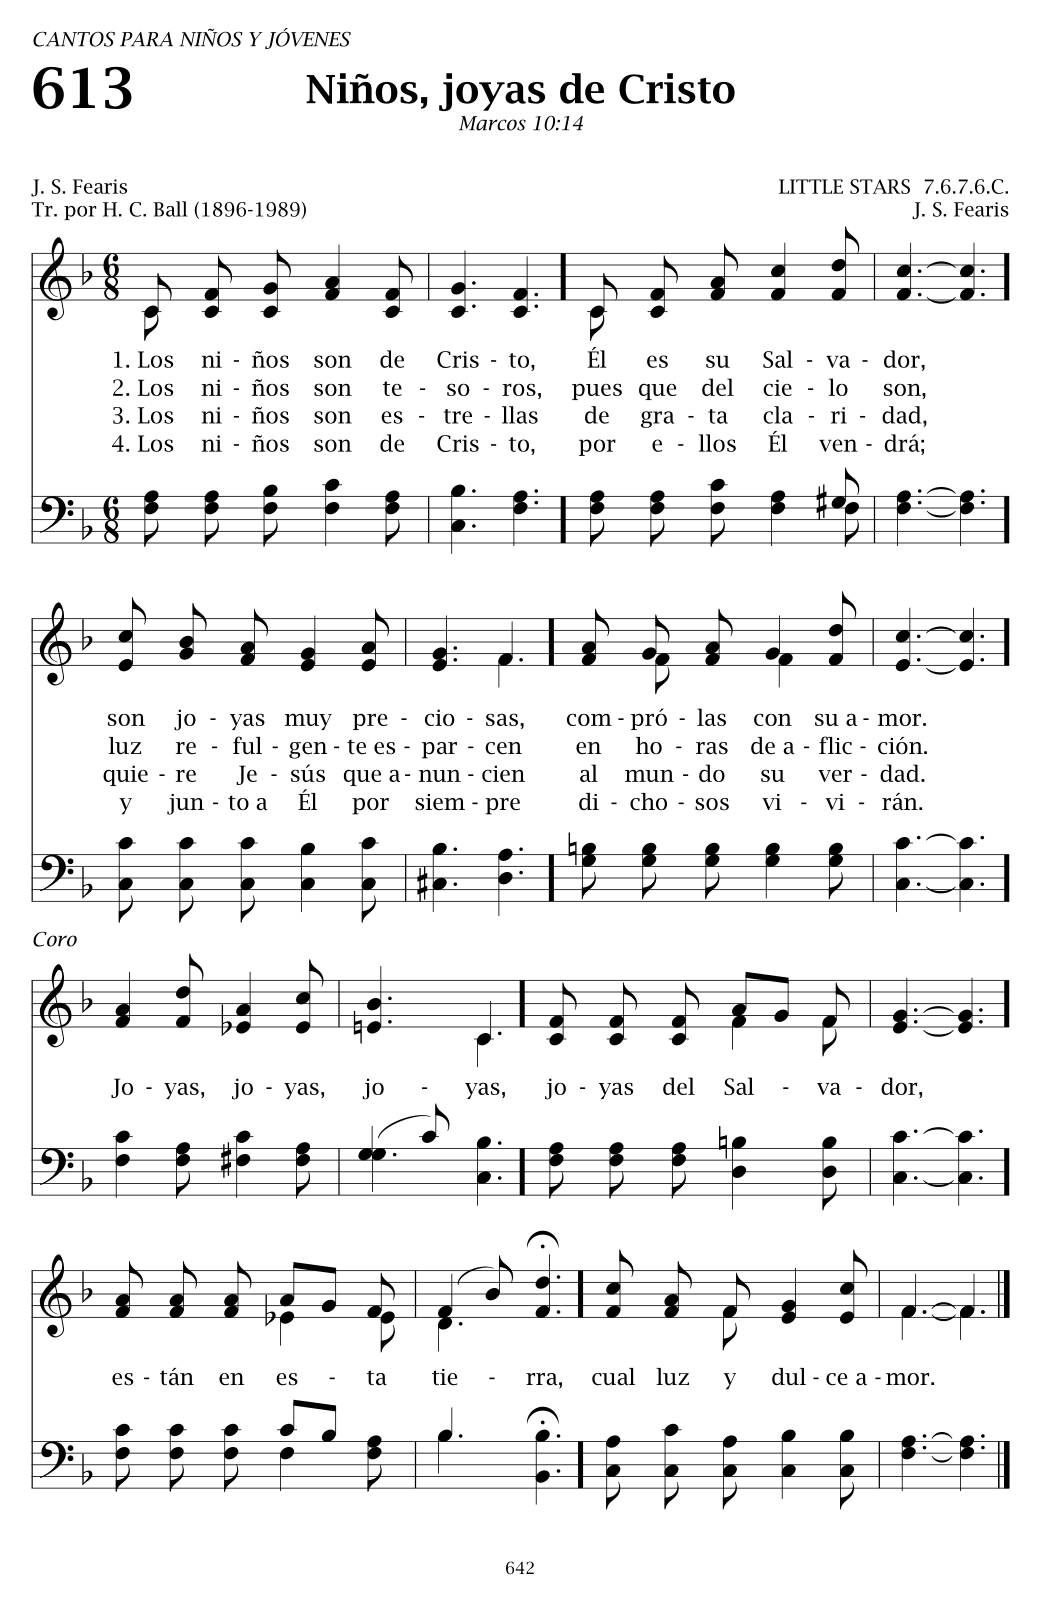 CANTOS PARA NIÑOS Y JÓVENES
613 Niños, joyas de Cristo
Marcos 10:14
J. S. Fearis LITTLE STARS 7.6.7.6.C.
Tr. por H. C. Ball (1896-1989) J. S. Fearis
1. Los ni - ños son de Cris - to, Él es su Sal - va - dor,
2. Los ni - ños son te - so - ros, pues que del cie - lo son,
3. Los ni - ños son es - tre - llas de gra - ta cla - ri - dad,
4. Los ni - ños son de Cris - to, por e - llos Él ven - drá;
son jo - yas muy pre - cio - sas, com - pró - las con su a - mor.
luz re - ful - gen - te es - par - cen en ho - ras de a - flic - ción.
quie - re Je - sús que a - nun - cien al mun - do su ver - dad.
y jun - to a Él por siem - pre di - cho - sos vi - vi - rán.
Coro
Jo - yas, jo - yas, jo - yas, jo - yas del Sal - va - dor,
es - tán en es - ta tie - rra, cual luz y dul - ce a - mor.
642